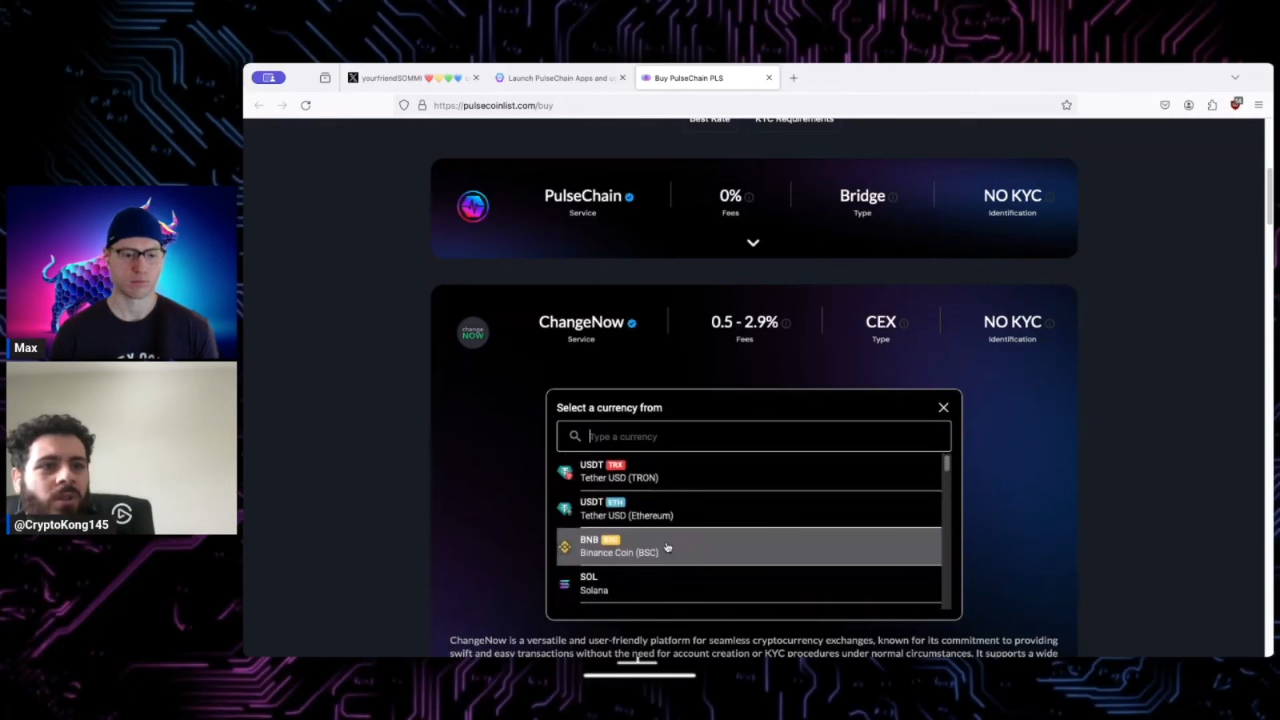 yourfriendSOMMI
Launch PulseChain Apps and u
Buy PulseChain PLS
https://pulsecoinlist.com/buy
Best Rate
KYC Requirements
PulseChain
Service
0%
Fees
Bridge
Type
NO KYC
Identification
change
NOW
ChangeNow
Service
0.5 - 2.9%
Fees
CEX
Type
NO KYC
Identification
Select a currency from
Type a currency
USDT TRX
Tether USD (TRON)
USDT ETH
Tether USD (Ethereum)
BNB BSC
Binance Coin (BSC)
SOL
Solana
ChangeNow is a versatile and user-friendly platform for seamless cryptocurrency exchanges, known for its commitment to providing
swift and easy transactions without the need for account creation or KYC procedures under normal circumstances. It supports a wide
Max
@CryptoKong145